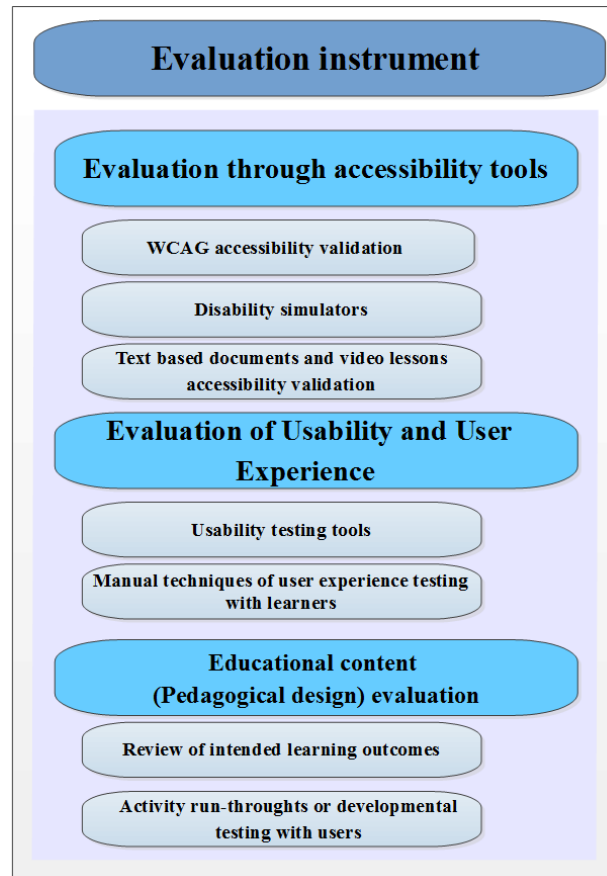 Evaluation instrument
Evaluation through accessibility tools
WCAG accessibility validation
Disability simulators
Text based documents and video lessons
accessibility validation
Evaluation of Usability and User
Experience
Usability testing tools
Manual techniques of user experience testing
with learners
Educational content
(Pedagogical design) evaluation
Review of intended learning outcomes
Activity run-throughts or developmental
testing with users